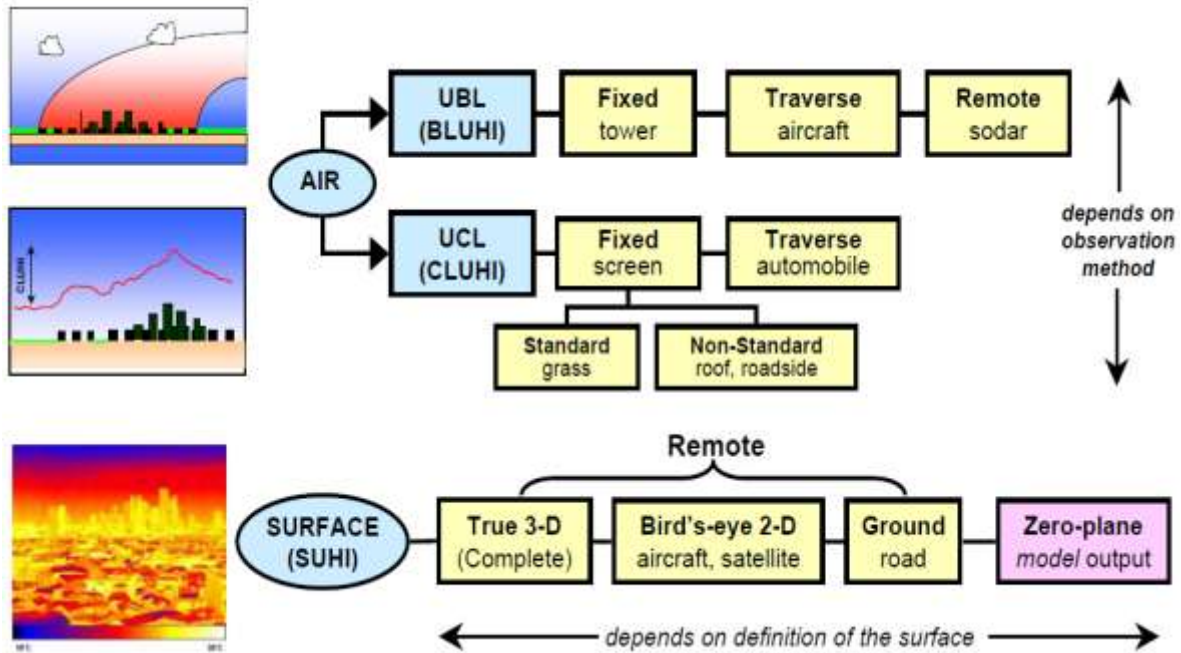 UBL
(BLUHI)
Fixed
tower
Traverse
aircraft
Remote
sodar
AIR
depends on
observation
method
CLUHI
UCL
(CLUHI)
Fixed
screen
Traverse
automobile
Standard
grass
Non-Standard
roof, roadside
Remote
SURFACE
(SUHI)
True 3-D
(Complete)
Bird's-eye 2-D
aircraft, satellite
Ground
road
Zero-plane
model output
depends on definition of the surface